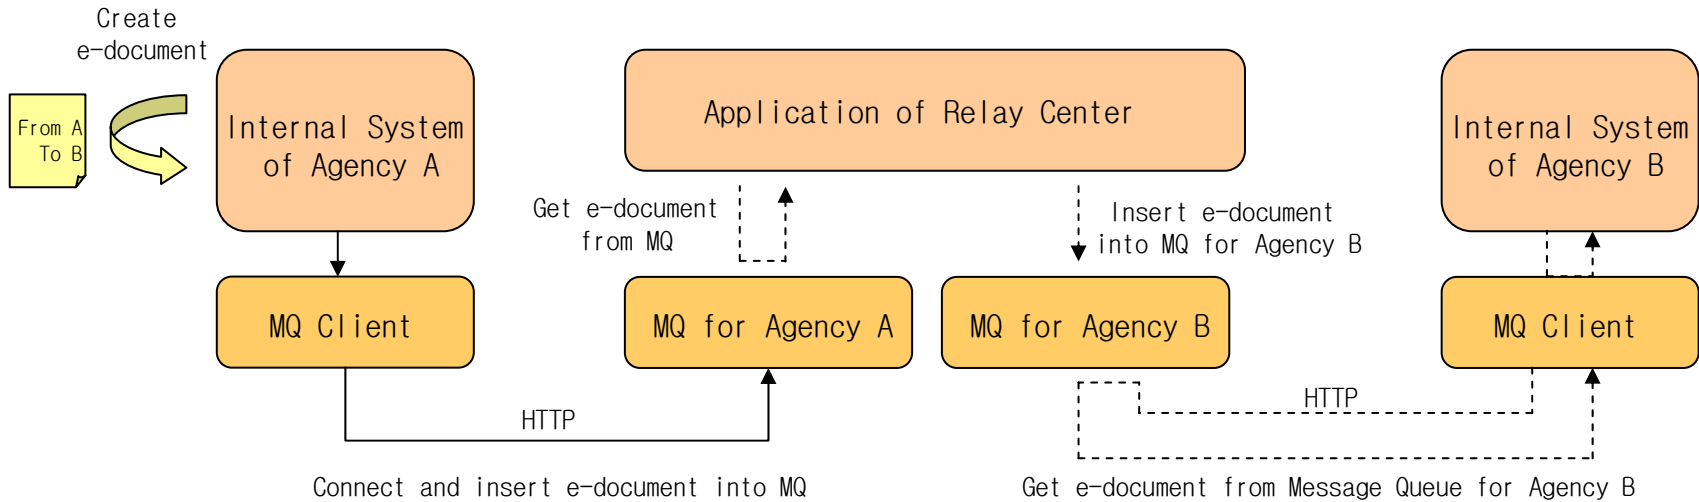 Create
e-document
From A
To B
Internal System
of Agency A
Application of Relay Center
Internal System
of Agency B
Get e-document
from MQ
Insert e-document
into MQ for Agency B
MQ Client
MQ for Agency A
MQ for Agency B
MQ Client
HTTP
HTTP
Connect and insert e-document into MQ
Get e-document from Message Queue for Agency B